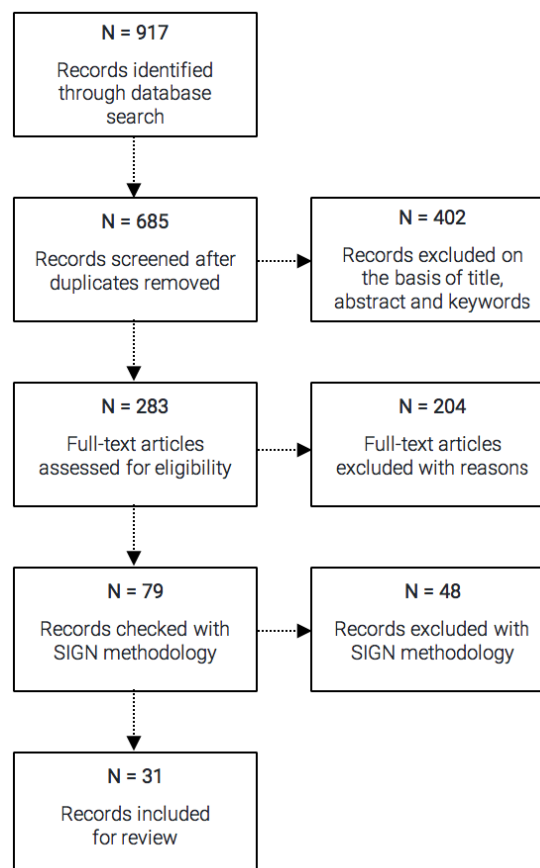 N = 917
Records identified
through database
search
N = 685
Records screened after
duplicates removed
N = 402
Records excluded on
the basis of title,
abstract and keywords
N = 283
Full-text articles
assessed for eligibility
N = 204
Full-text articles
excluded with reasons
N = 79
Records checked with
SIGN methodology
N = 48
Records excluded with
SIGN methodology
N = 31
Records included
for review